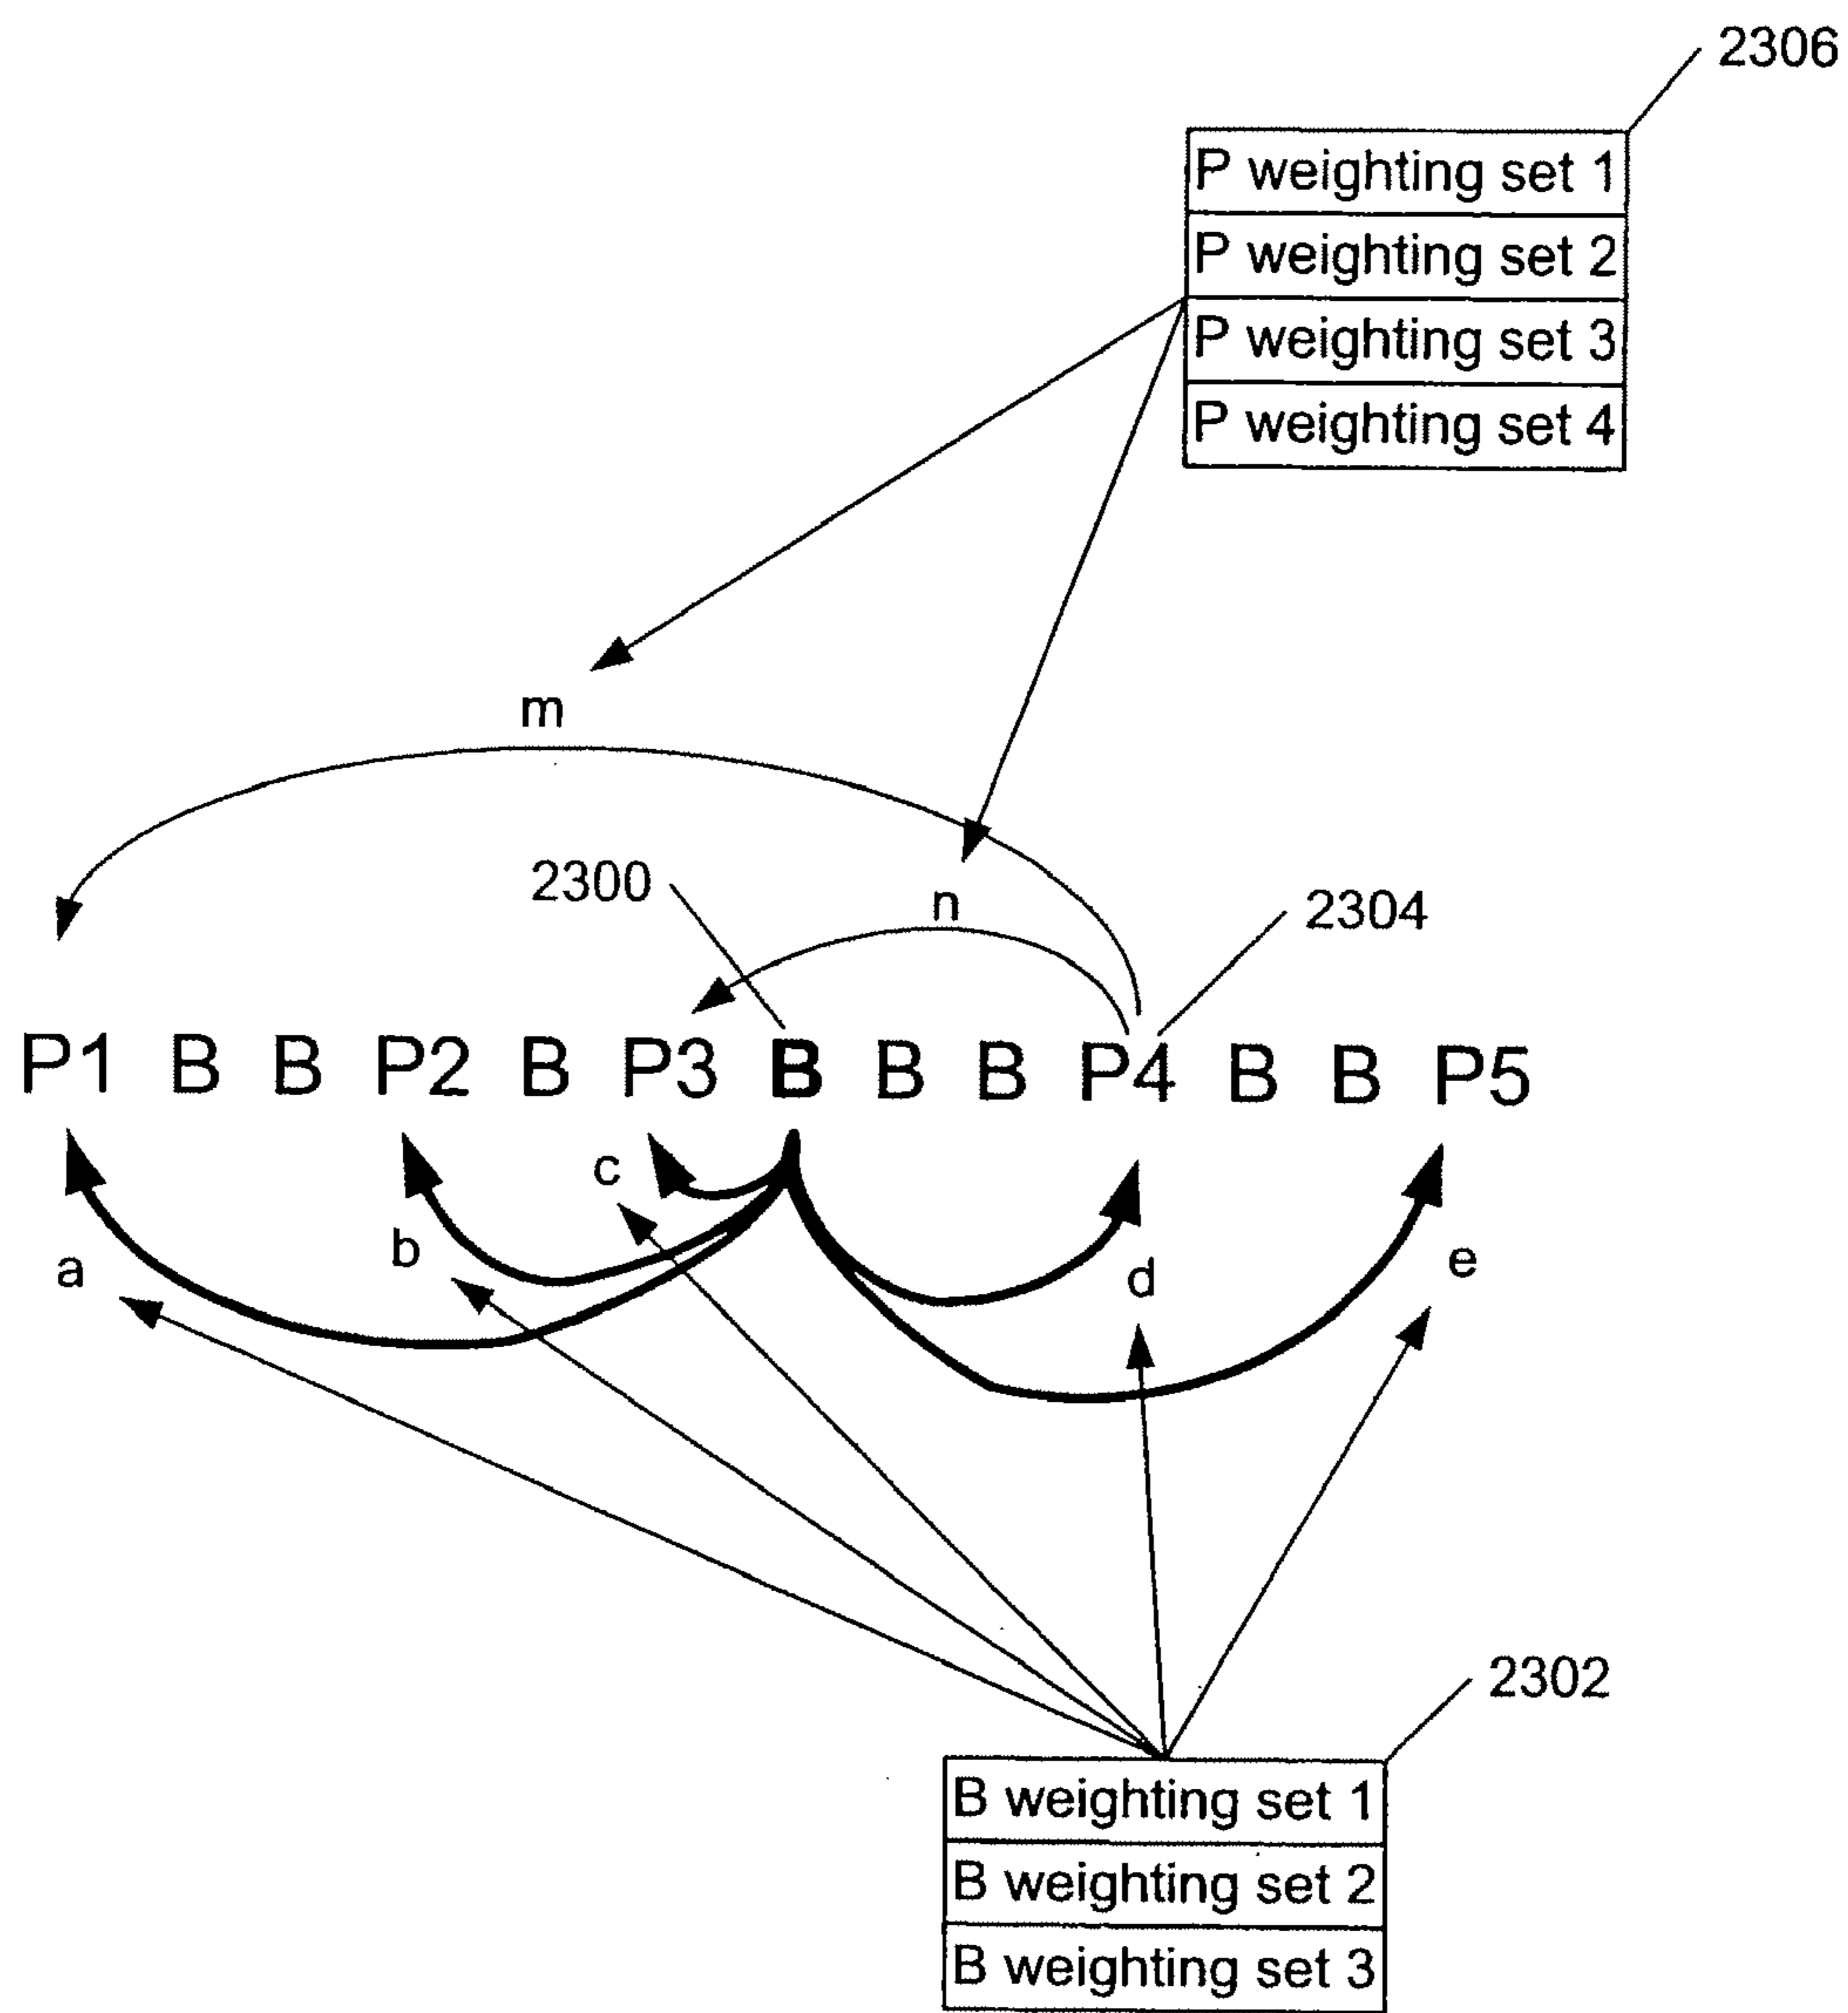 2306
P weighting set 1
P weighting set 2
P weighting set 3
P weighting set 4
m
2300
n
2304
P1 B B P2 B P3 B B B P4 B B P5
c
b
a
d
e
2302
B weighting set 1
B weighting set 2
B weighting set 3